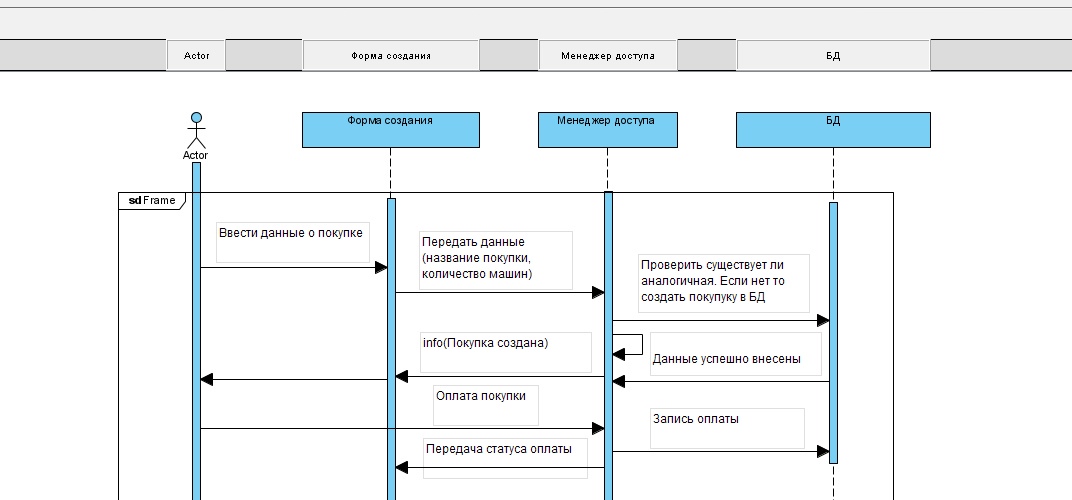 Actor
Форма создания
Менеджер доступа
БД
Форма создания
Менеджер доступа
БД
Actor
sd Frame
Ввести данные о покупке
Передать данные
(название покупки,
количество машин)
Проверить существует ли
аналогичная. Если нет то
создать покупуку в БД
info(Покупка создана)
Данные успешно внесены
Оплата покупки
Запись оплаты
Передача статуса оплаты